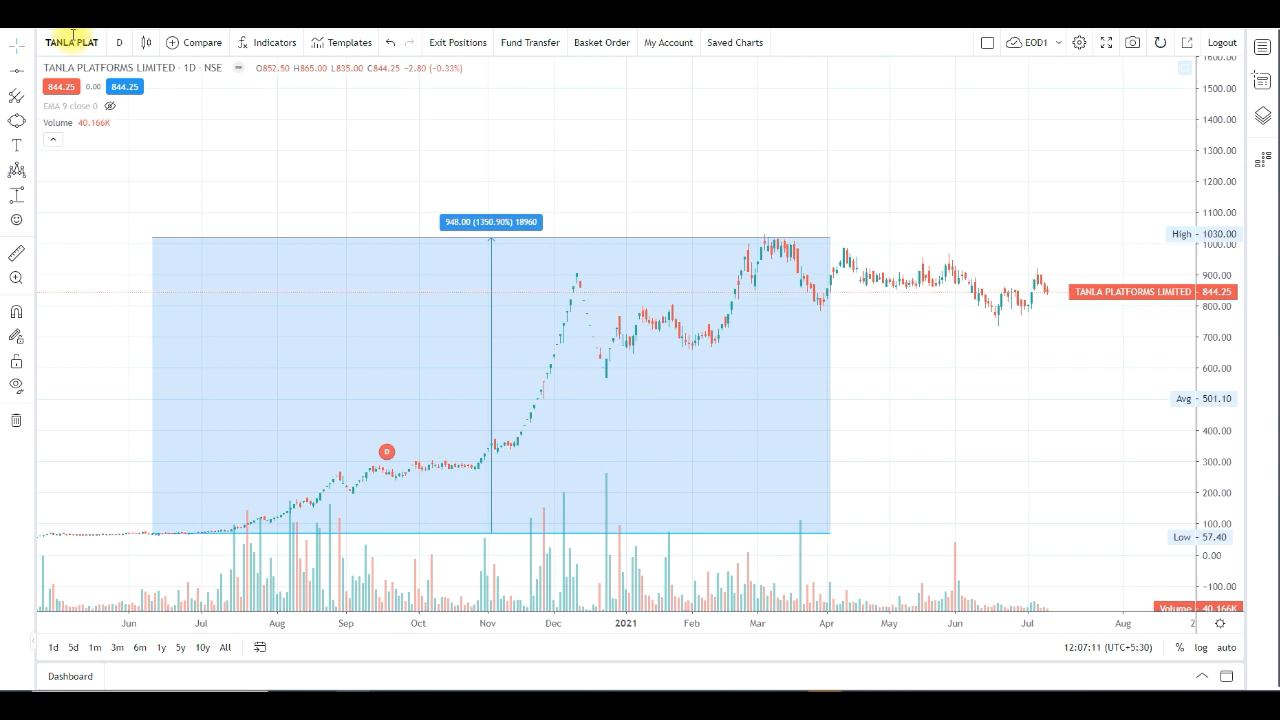 TANLA PLAT D Compare Indicators Templates Exit Positions Fund Transfer Basket Order My Account Saved Charts EOD1 Logout
TANLA PLATFORMS LIMITED · 1D · NSE O852.50 H865.00 L835.00 C844.25 −2.80 (−0.33%)
844.25 0.00 844.25
EMA 9 close 0
Volume 40.166K
1600.00
1500.00
1400.00
1300.00
1200.00
1100.00
948.00 (1350.90%) 18960
High 1030.00
1000.00
900.00
TANLA PLATFORMS LIMITED 844.25
800.00
700.00
600.00
Avg 501.10
400.00
D
300.00
200.00
100.00
Low 57.40
0.00
−100.00
Volume 40.166K
Jun Jul Aug Sep Oct Nov Dec 2021 Feb Mar Apr May Jun Jul Aug 2
1d 5d 1m 3m 6m 1y 5y 10y All 12:07:11 (UTC+5:30) % log auto
Dashboard